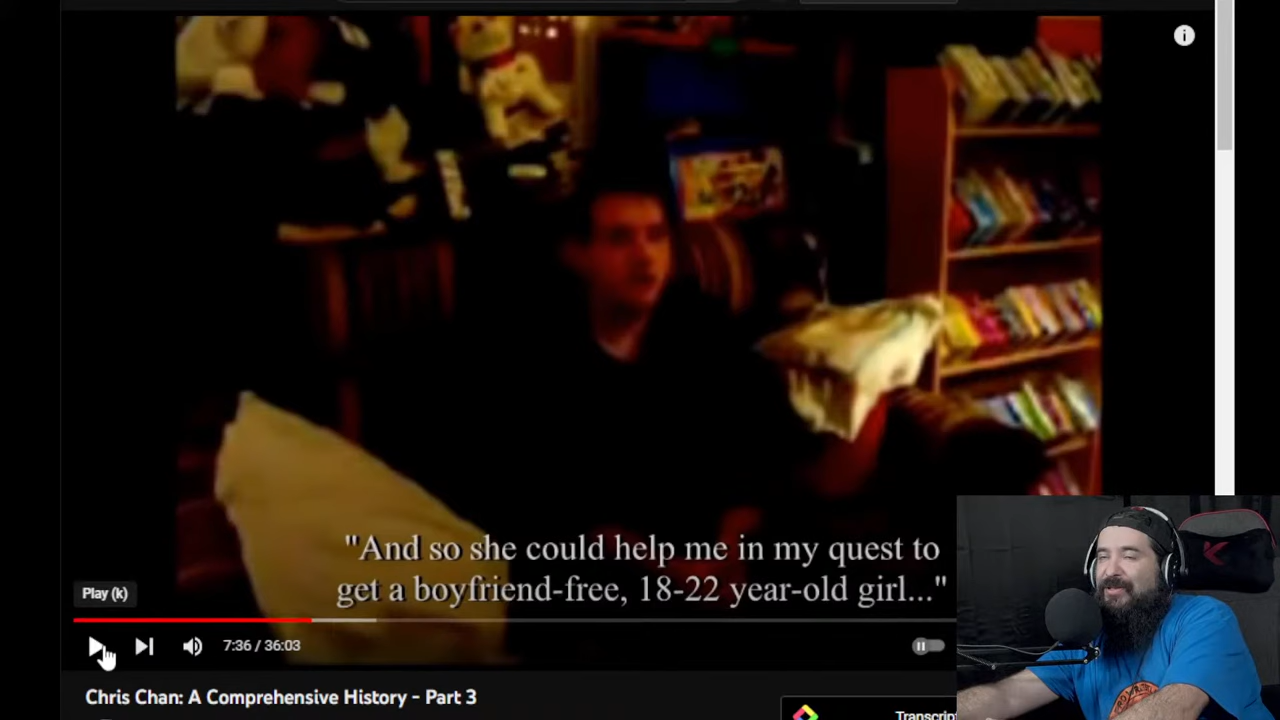 "And so she could help me in my quest to
get a boyfriend-free, 18-22 year-old girl..."
Play (k)
7:36 / 36:03
Chris Chan: A Comprehensive History - Part 3
Transcript